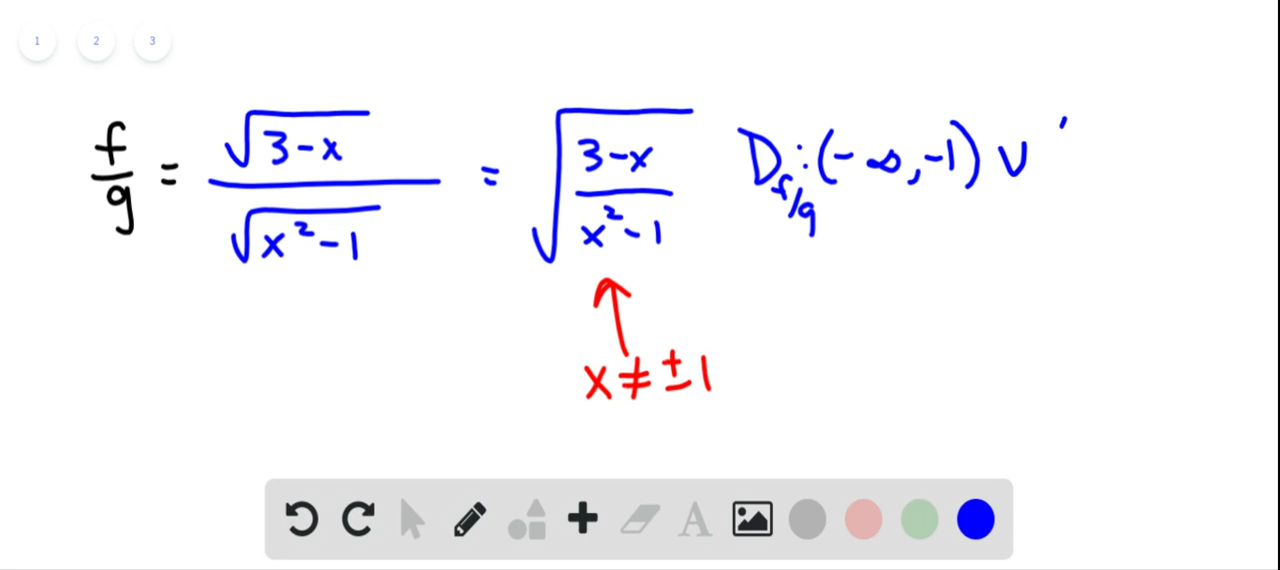 1 2 3
f/g = √(3-x)/√(x²-1) = √((3-x)/(x²-1)) D_f/g: (-∞, -1) ∪
x ≠ ±1
A